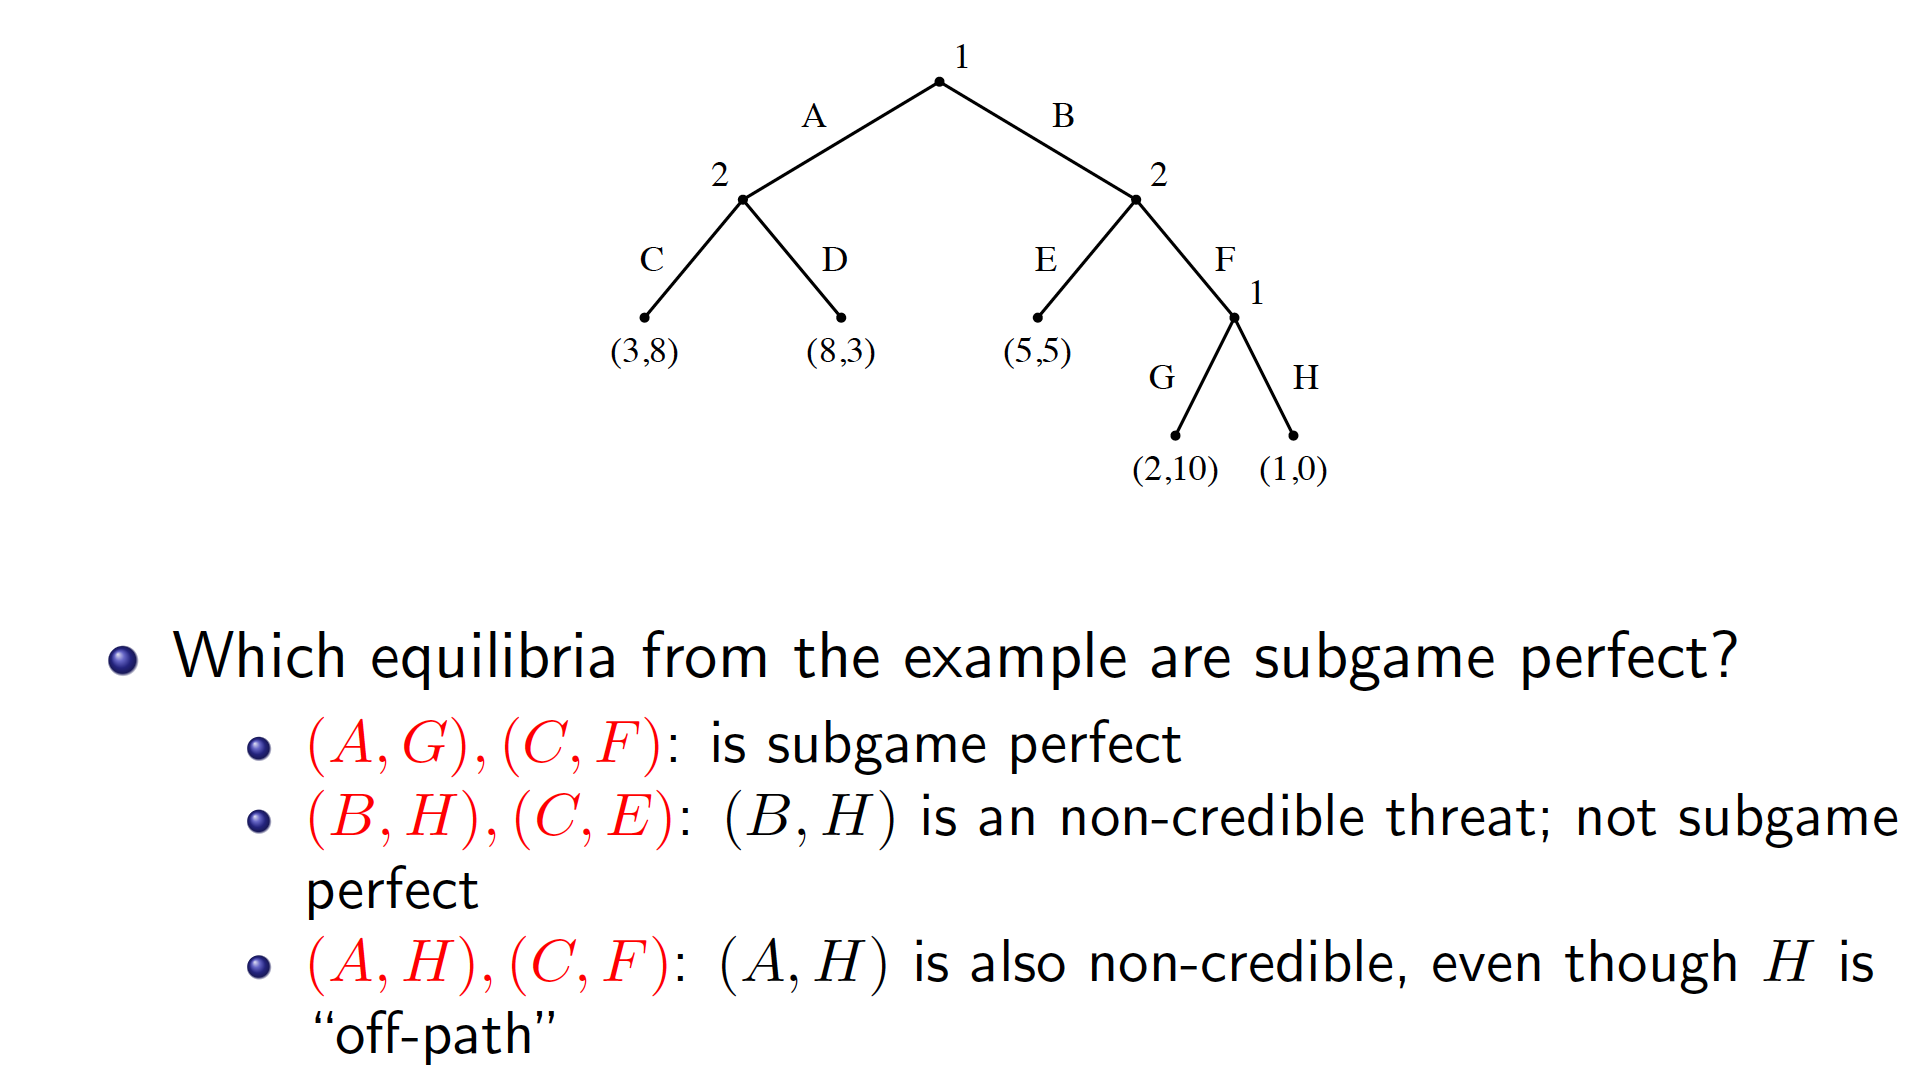 1
A B
2 2
C D E F
1
(3,8) (8,3) (5,5)
G H
(2,10) (1,0)
Which equilibria from the example are subgame perfect?
(A, G), (C, F): is subgame perfect
(B, H), (C, E): (B, H) is an non-credible threat; not subgame
perfect
(A, H), (C, F): (A, H) is also non-credible, even though H is
“off-path”